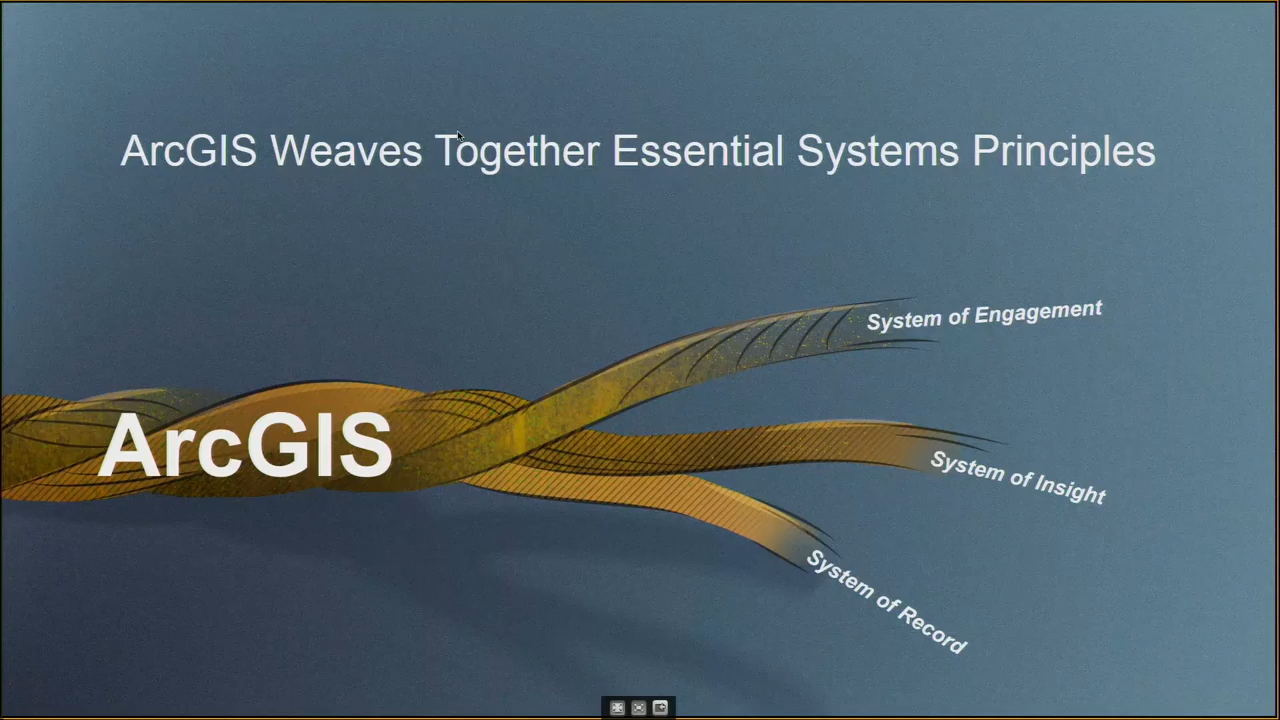 ArcGIS Weaves Together Essential Systems Principles
System of Engagement
ArcGIS
System of Insight
System of Record